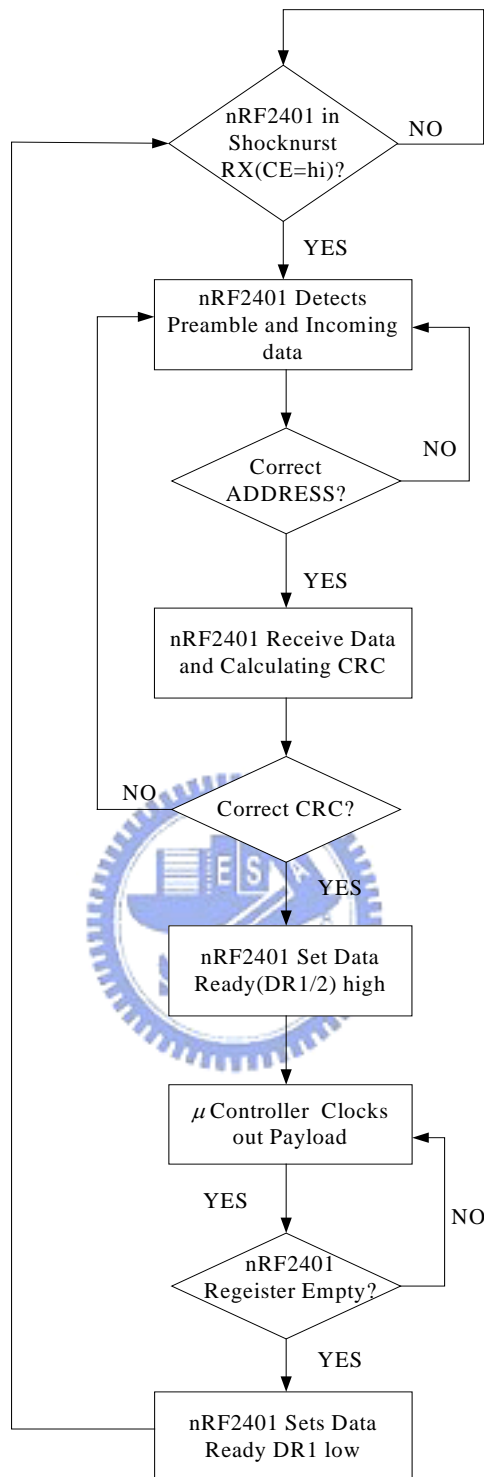 nRF2401 in
Shocknurst
RX(CE=hi)?
NO
YES
nRF2401 Detects
Preamble and Incoming
data
NO
Correct
ADDRESS?
YES
nRF2401 Receive Data
and Calculating CRC
NO
Correct CRC?
E S A
YES
nRF2401 Set Data
Ready(DR1/2) high
μ Controller Clocks
out Payload
YES
NO
nRF2401
Regeister Empty?
YES
nRF2401 Sets Data
Ready DR1 low